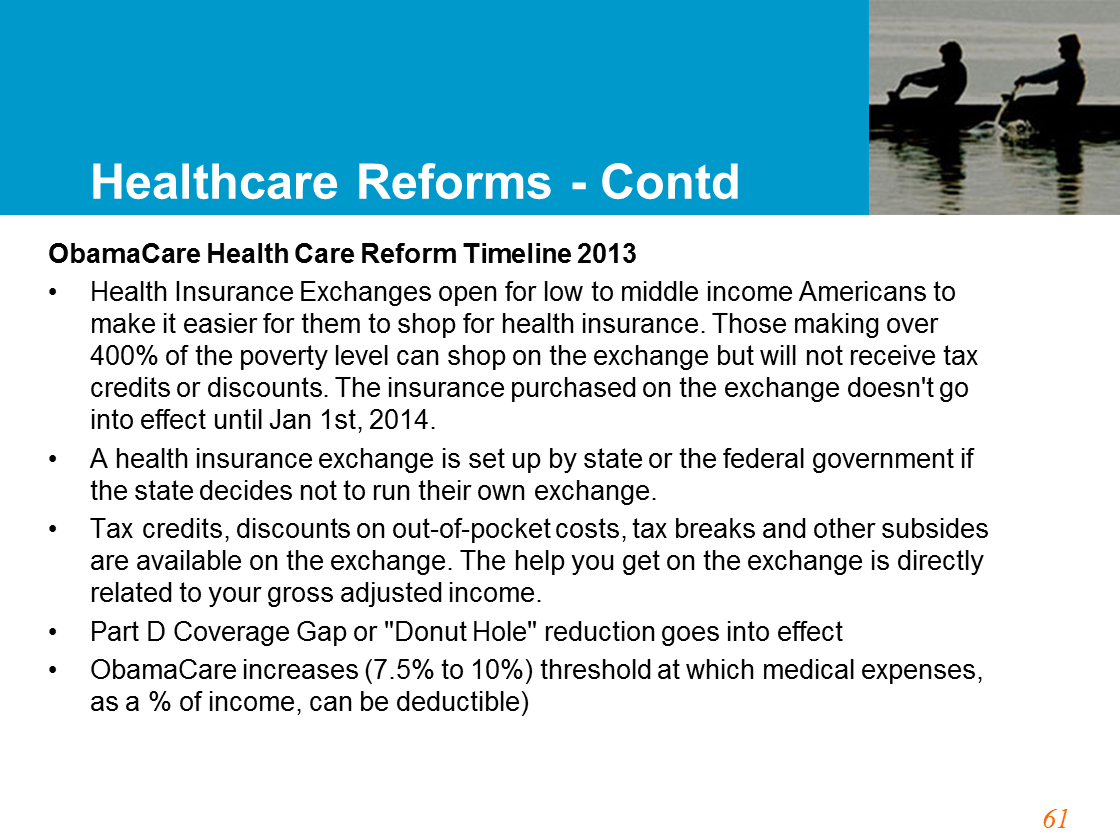 Healthcare Reforms - Contd
ObamaCare Health Care Reform Timeline 2013
• Health Insurance Exchanges open for low to middle income Americans to
make it easier for them to shop for health insurance. Those making over
400% of the poverty level can shop on the exchange but will not receive tax
credits or discounts. The insurance purchased on the exchange doesn't go
into effect until Jan 1st, 2014.
• A health insurance exchange is set up by state or the federal government if
the state decides not to run their own exchange.
• Tax credits, discounts on out-of-pocket costs, tax breaks and other subsides
are available on the exchange. The help you get on the exchange is directly
related to your gross adjusted income.
• Part D Coverage Gap or "Donut Hole" reduction goes into effect
• ObamaCare increases (7.5% to 10%) threshold at which medical expenses,
as a % of income, can be deductible)
61